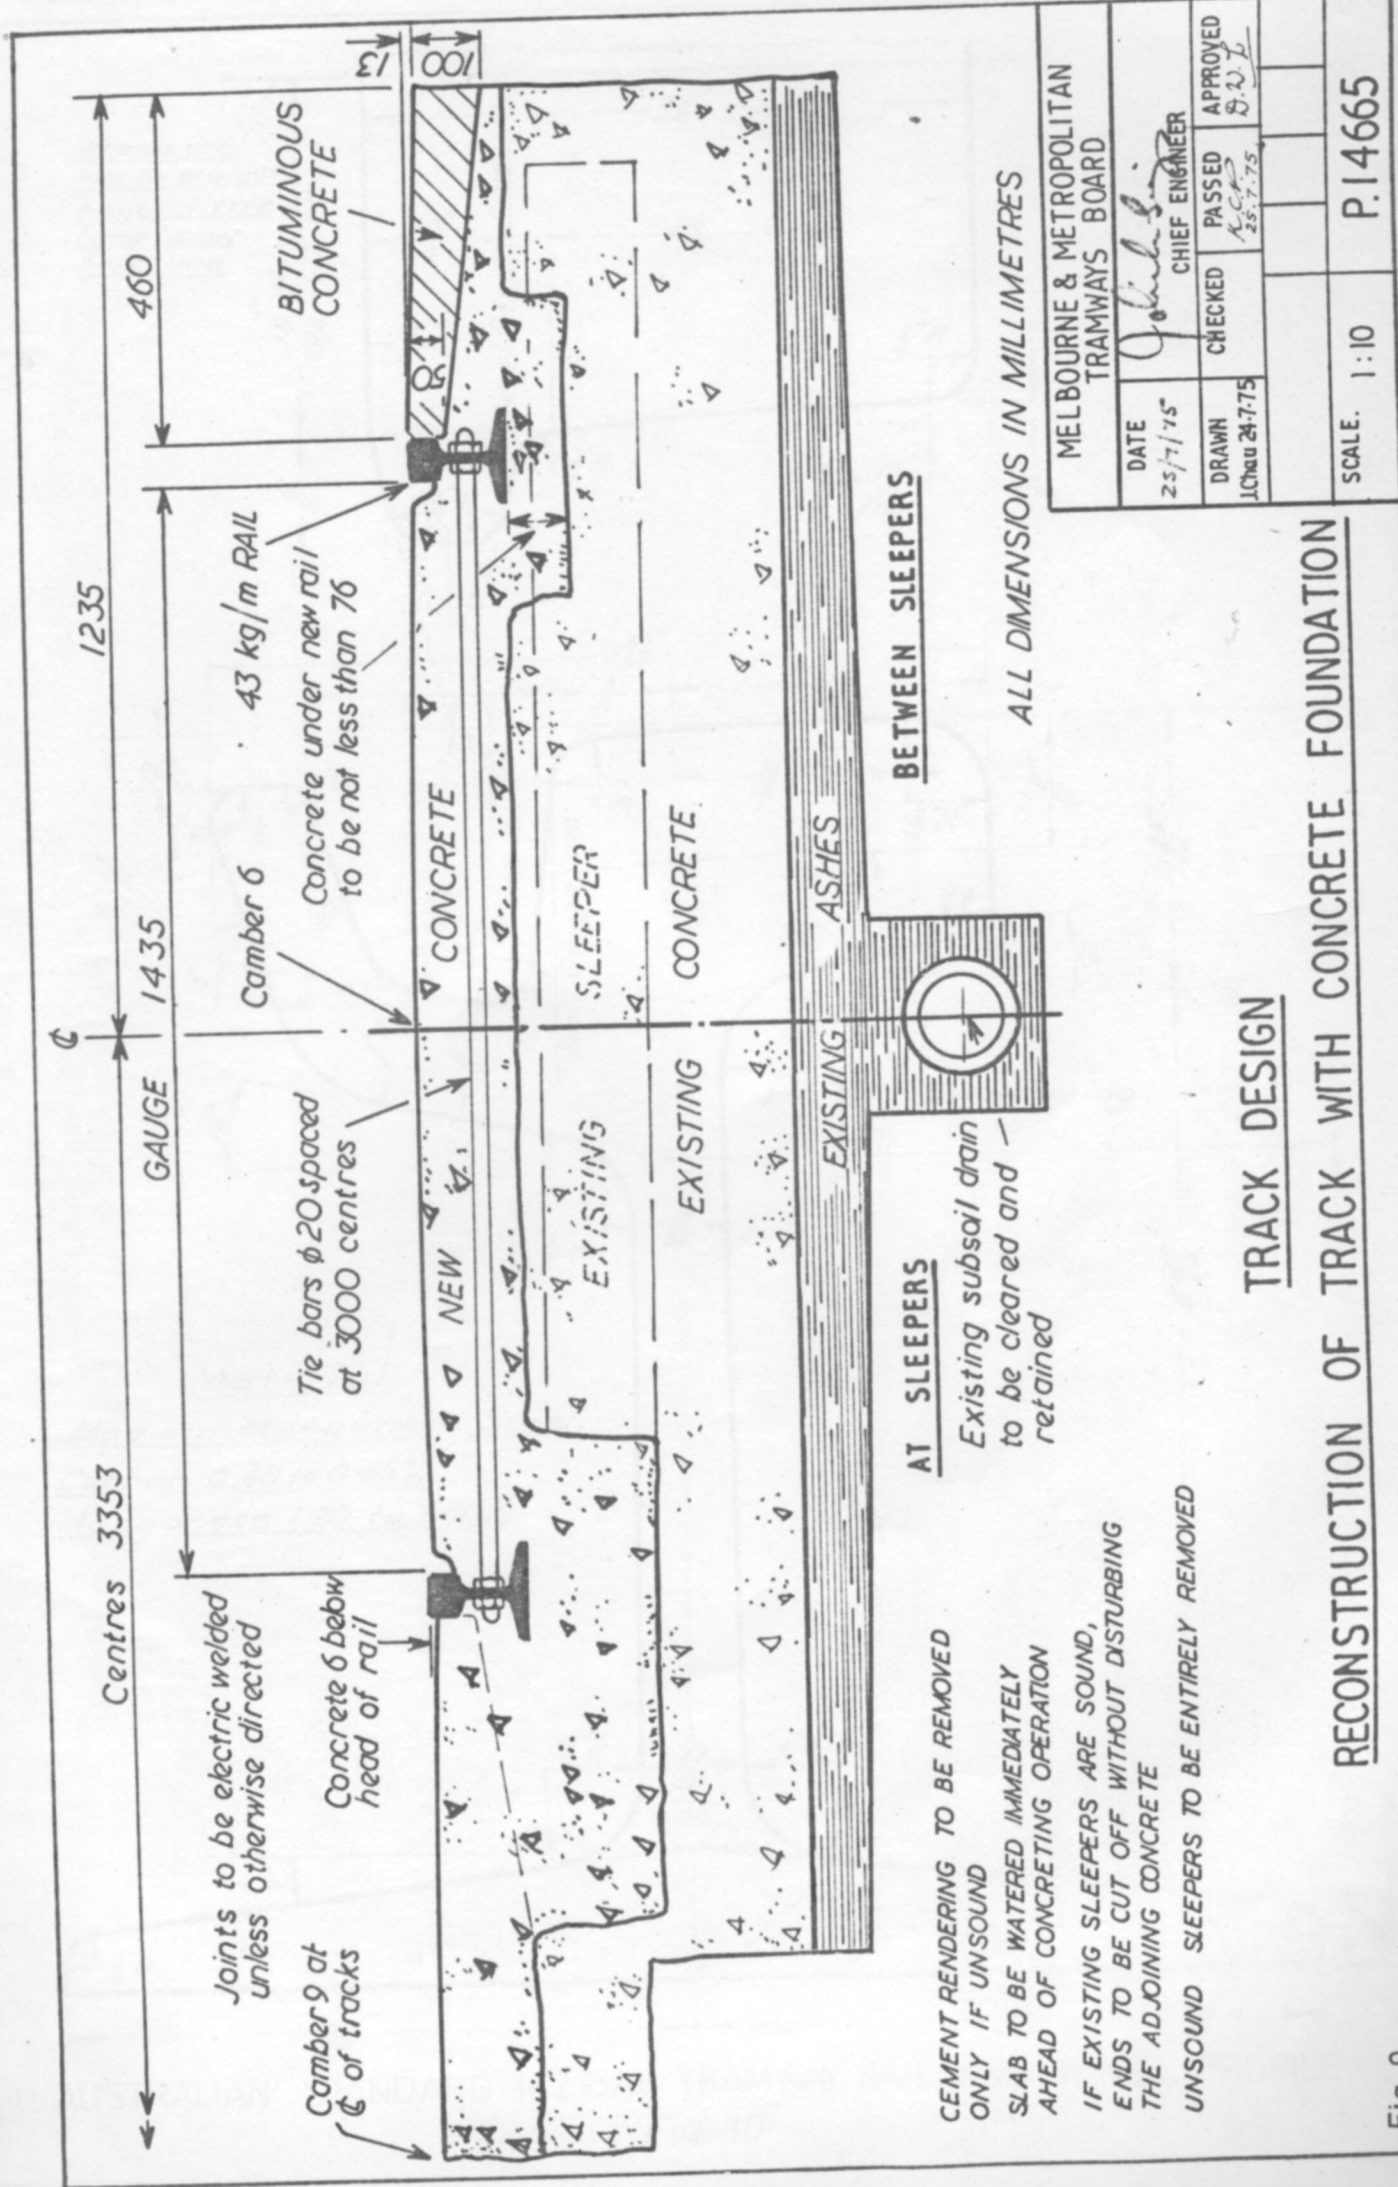 ℄
Centres 3353
1235
GAUGE 1435
460
13
100
Joints to be electric welded
unless otherwise directed
Camber 9 at
℄ of tracks
Concrete 6 below
head of rail
Tie bars ϕ20 spaced
at 3000 centres
Camber 6
43 kg/m RAIL
Concrete under new rail
to be not less than 76
BITUMINOUS
CONCRETE
NEW CONCRETE
EXISTING SLEEPER
EXISTING CONCRETE
EXISTING ASHES
AT SLEEPERS
BETWEEN SLEEPERS
Existing subsoil drain
to be cleared and
retained
ALL DIMENSIONS IN MILLIMETRES
CEMENT RENDERING TO BE REMOVED
ONLY IF UNSOUND
SLAB TO BE WATERED IMMEDIATELY
AHEAD OF CONCRETING OPERATION
IF EXISTING SLEEPERS ARE SOUND,
ENDS TO BE CUT OFF WITHOUT DISTURBING
THE ADJOINING CONCRETE
UNSOUND SLEEPERS TO BE ENTIRELY REMOVED
TRACK DESIGN
RECONSTRUCTION OF TRACK WITH CONCRETE FOUNDATION
MELBOURNE & METROPOLITAN
TRAMWAYS BOARD
DATE
25/7/75
CHIEF ENGINEER
DRAWN
J.Chau 24.7.75
CHECKED
PASSED
K.C.P
25.7.75.
APPROVED
SCALE. 1:10
P.14665